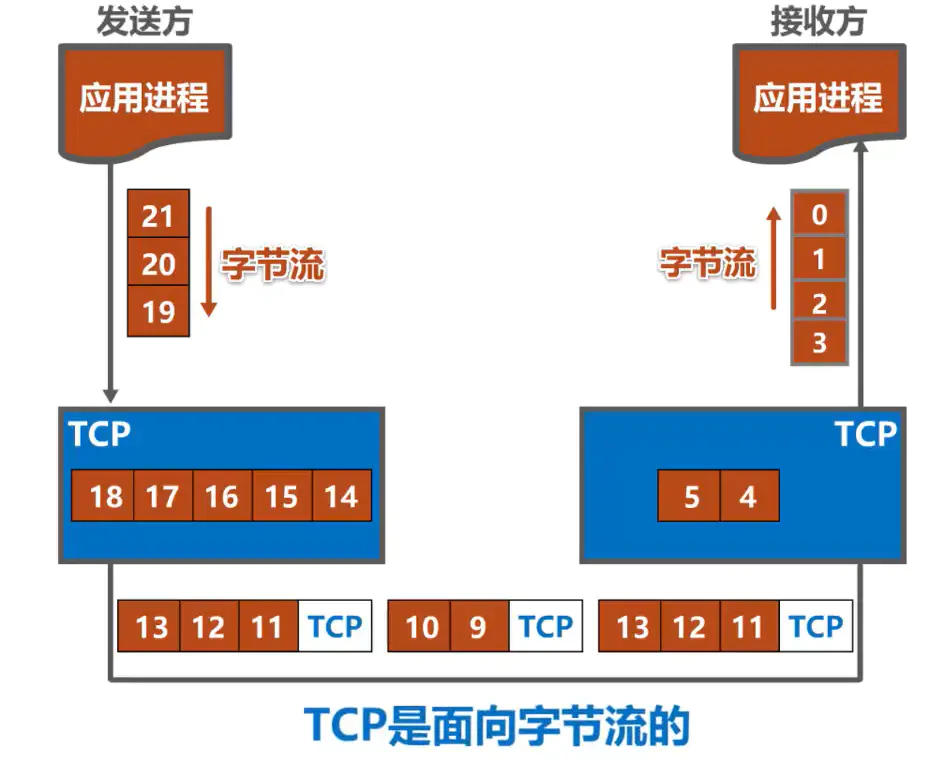 发送方
接收方
应用进程
应用进程
21
20
19
字节流
字节流
0
1
2
3
TCP
18 17 16 15 14
TCP
5 4
13 12 11 TCP
10 9 TCP
13 12 11 TCP
TCP是面向字节流的